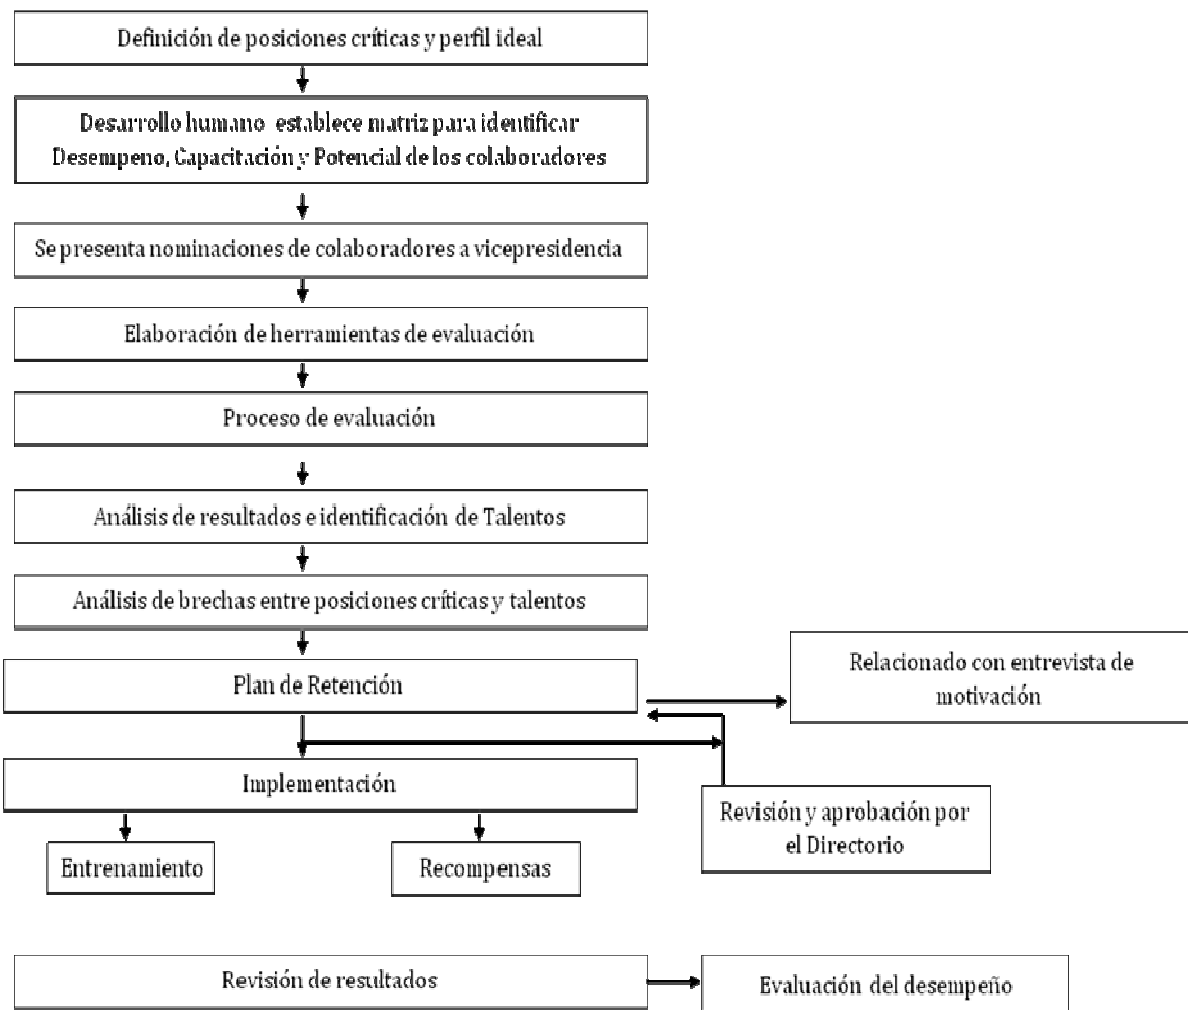 Definición de posiciones críticas y perfil ideal
Desarrollo humano establece matriz para identificar
Desempeno, Capacitación y Potencial de los colaboradores
Se presenta nominaciones de colaboradores a vicepresidencia
Elaboración de herramientas de evaluación
Proceso de evaluación
Análisis de resultados e identificación de Talentos
Análisis de brechas entre posiciones críticas y talentos
Plan de Retención
Relacionado con entrevista de
motivación
Implementación
Revisión y aprobación por
el Directorio
Entrenamiento
Recompensas
Revisión de resultados
Evaluación del desempeño